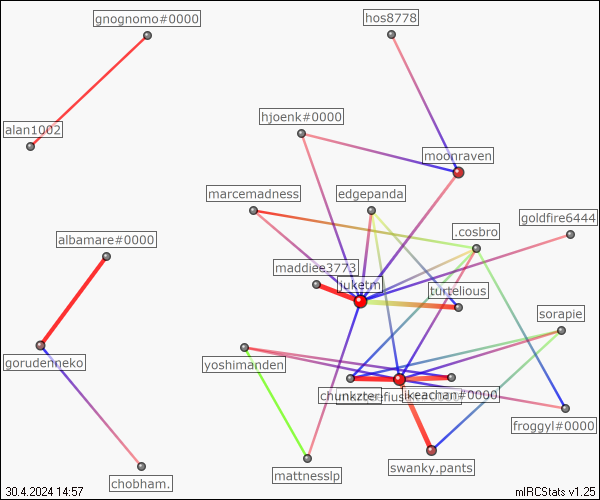 gnognomo#0000
hos8778
alan1002
hjoenk#0000
moonraven
marcemadness
edgepanda
goldfire6444
.cosbro
albamare#0000
maddiee3773
juketm
turtelious
sorapie
gorudenneko
yoshimanden
chunkzter
ikeachan#0000
froggyl#0000
mattnesslp
swanky.pants
chobham.
30.4.2024 14:57
mIRCStats v1.25